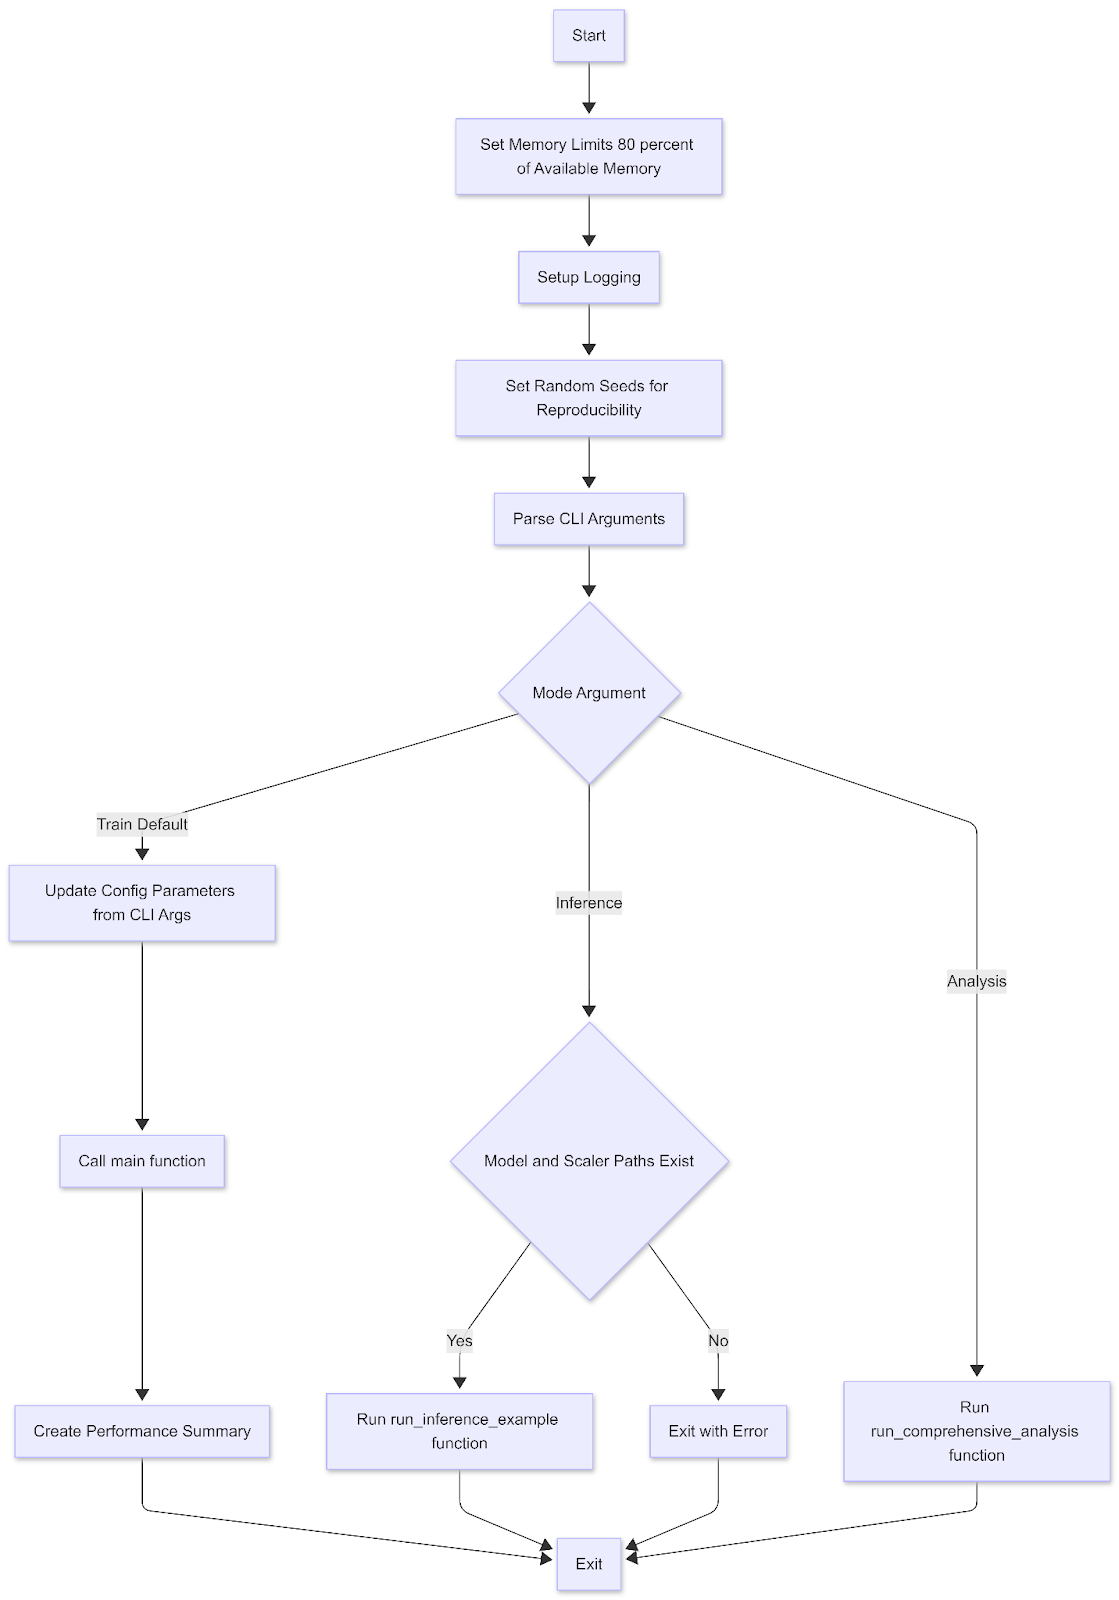 Start
Set Memory Limits 80 percent
of Available Memory
Setup Logging
Set Random Seeds for
Reproducibility
Parse CLI Arguments
Mode Argument
Train Default
Update Config Parameters
from CLI Args
Inference
Analysis
Call main function
Model and Scaler Paths Exist
Yes
No
Create Performance Summary
Run run_inference_example
function
Exit with Error
Run
run_comprehensive_analysis
function
Exit